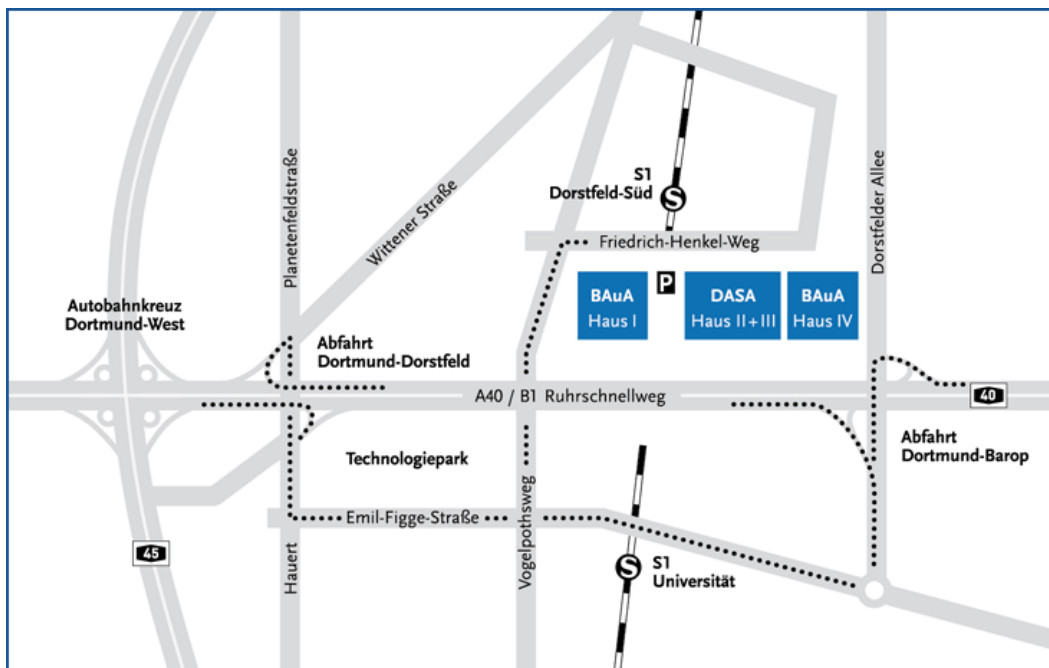 S1
Dorstfeld-Süd
S
Planetenfeldstraße
Wittener Straße
Friedrich-Henkel-Weg
Dorstfelder Allee
P
BAuA
Haus I
DASA
Haus II+III
BAuA
Haus IV
Autobahnkreuz
Dortmund-West
Abfahrt
Dortmund-Dorstfeld
A40 / B1 Ruhrschnellweg
40
Abfahrt
Dortmund-Barop
Technologiepark
Emil-Figge-Straße
Vogelpothsweg
Hauert
45
S
S1
Universität